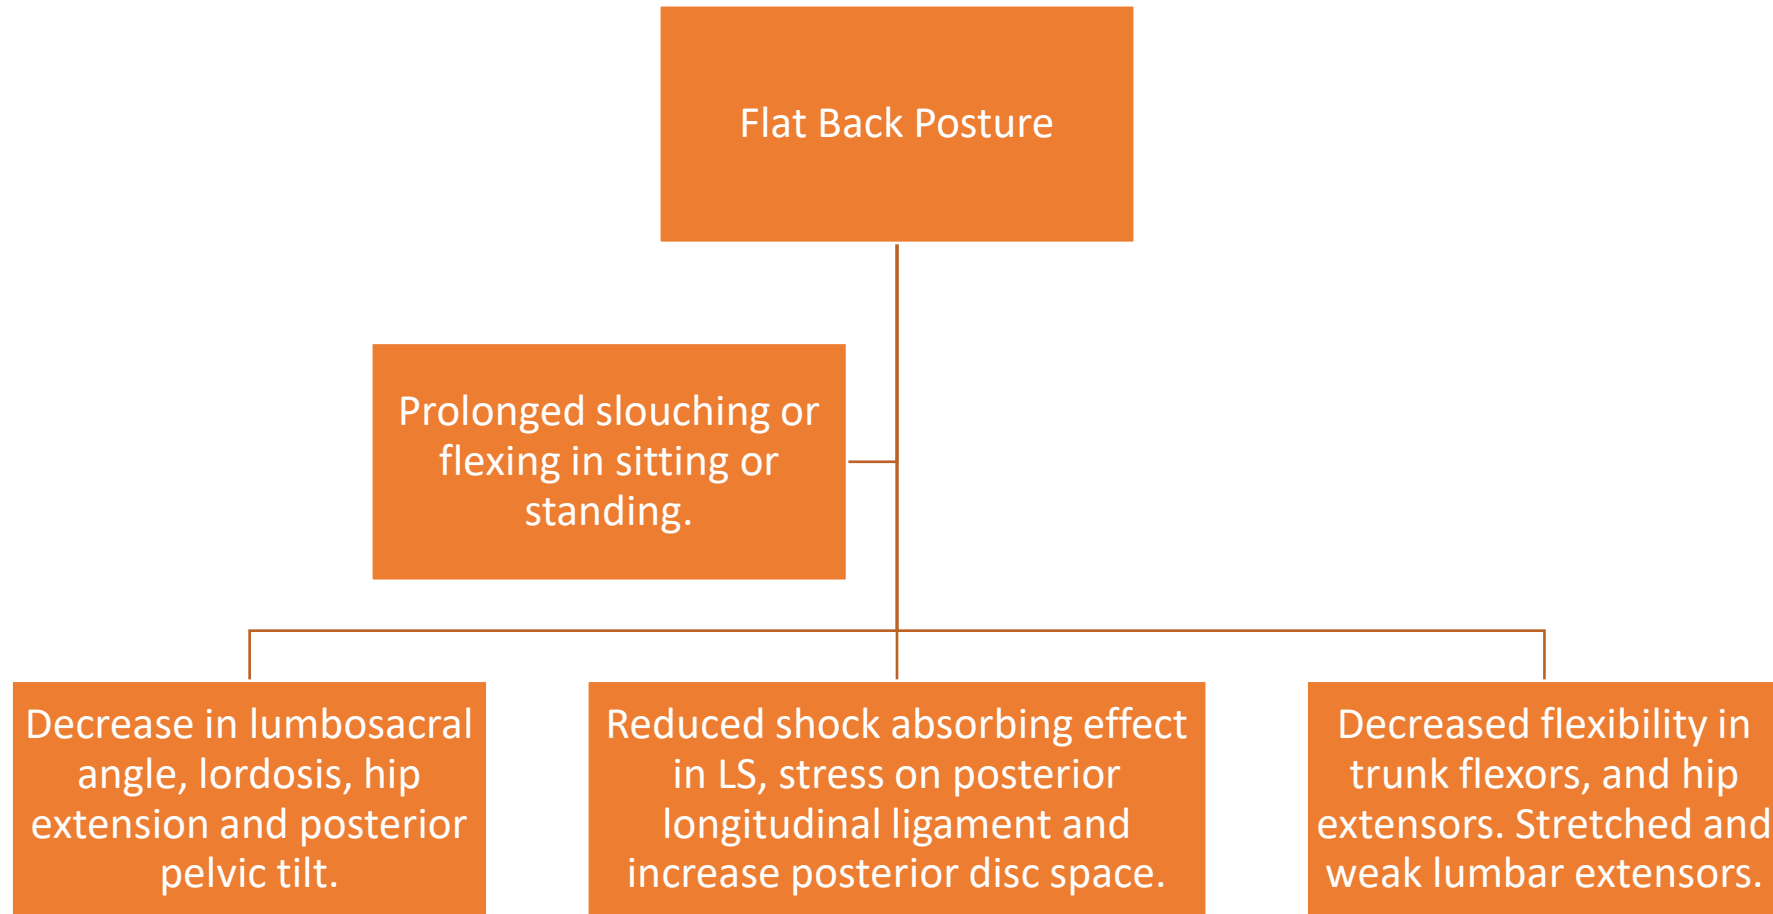 Flat Back Posture
Prolonged slouching or
flexing in sitting or
standing.
Decrease in lumbosacral
angle, lordosis, hip
extension and posterior
pelvic tilt.
Reduced shock absorbing effect
in LS, stress on posterior
longitudinal ligament and
increase posterior disc space.
Decreased flexibility in
trunk flexors, and hip
extensors. Stretched and
weak lumbar extensors.